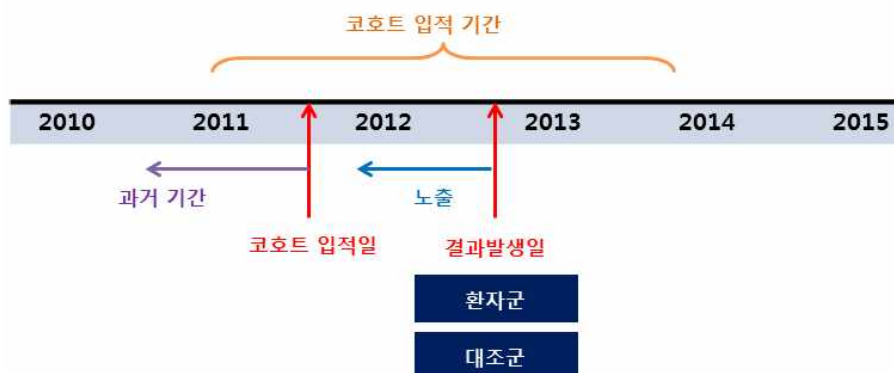 코호트 입적 기간
2010 2011 2012 2013 2014 2015
과거 기간 노출
코호트 입적일 결과발생일
환자군
대조군